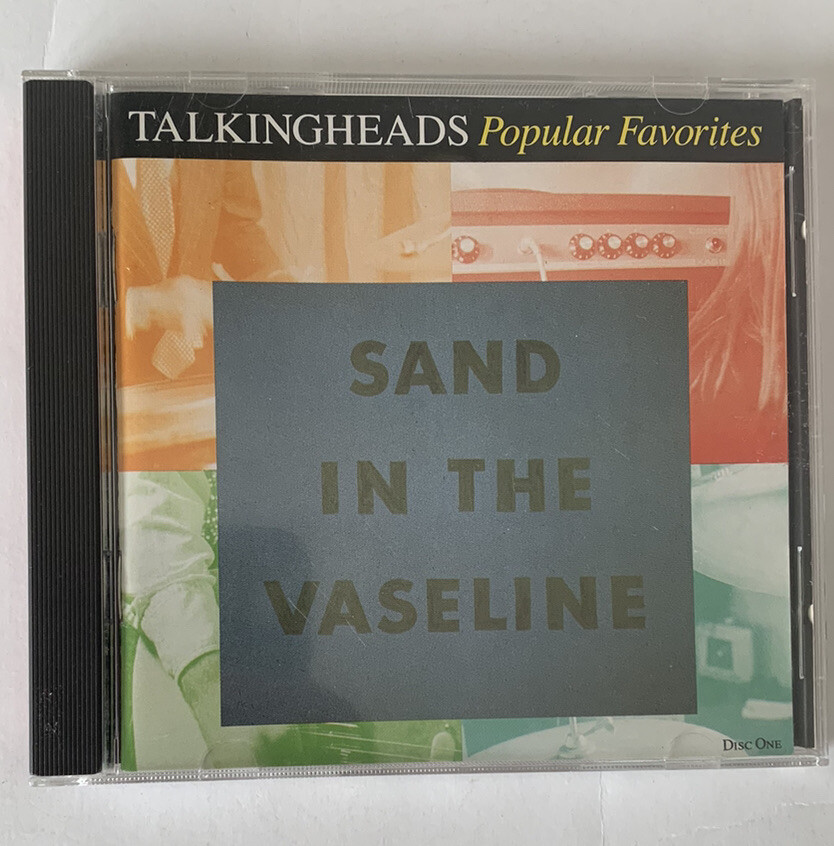 TALKINGHEADS Popular Favorites
SAND
IN THE
VASELINE
DISC ONE